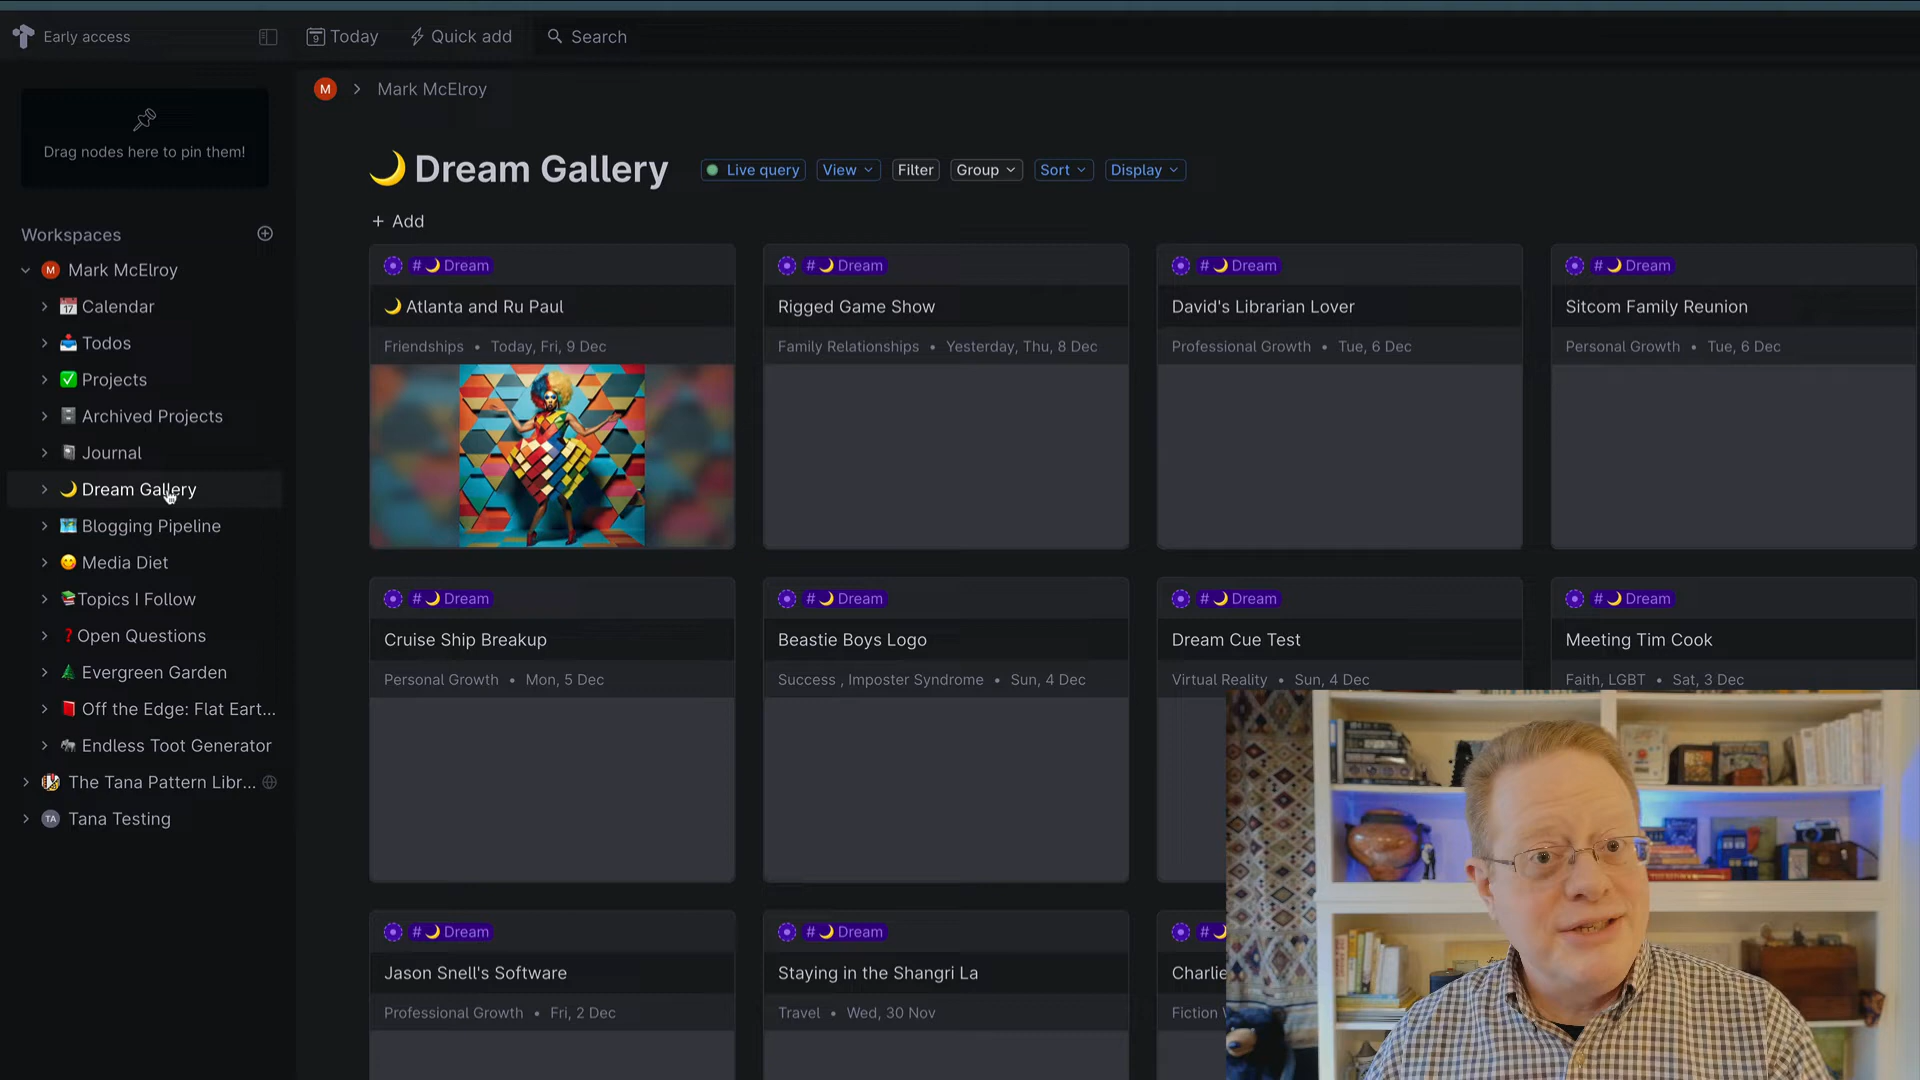 Early access
Today
Quick add
Search
M
Mark McElroy
Drag nodes here to pin them!
Dream Gallery
Live query
View
Filter
Group
Sort
Display
+ Add
Workspaces
M Mark McElroy
17 Calendar
Todos
Projects
Archived Projects
Journal
Dream Gallery
Blogging Pipeline
Media Diet
Topics I Follow
❓Open Questions
Evergreen Garden
Off the Edge: Flat Eart...
Endless Toot Generator
The Tana Pattern Libr...
TA Tana Testing
# Dream
Atlanta and Ru Paul
Friendships • Today, Fri, 9 Dec
# Dream
Rigged Game Show
Family Relationships • Yesterday, Thu, 8 Dec
# Dream
David's Librarian Lover
Professional Growth • Tue, 6 Dec
# Dream
Sitcom Family Reunion
Personal Growth • Tue, 6 Dec
# Dream
Cruise Ship Breakup
Personal Growth • Mon, 5 Dec
# Dream
Beastie Boys Logo
Success , Imposter Syndrome • Sun, 4 Dec
# Dream
Dream Cue Test
Virtual Reality • Sun, 4 Dec
# Dream
Meeting Tim Cook
Faith, LGBT • Sat, 3 Dec
# Dream
Jason Snell's Software
Professional Growth • Fri, 2 Dec
# Dream
Staying in the Shangri La
Travel • Wed, 30 Nov
#
Charlie
Fiction